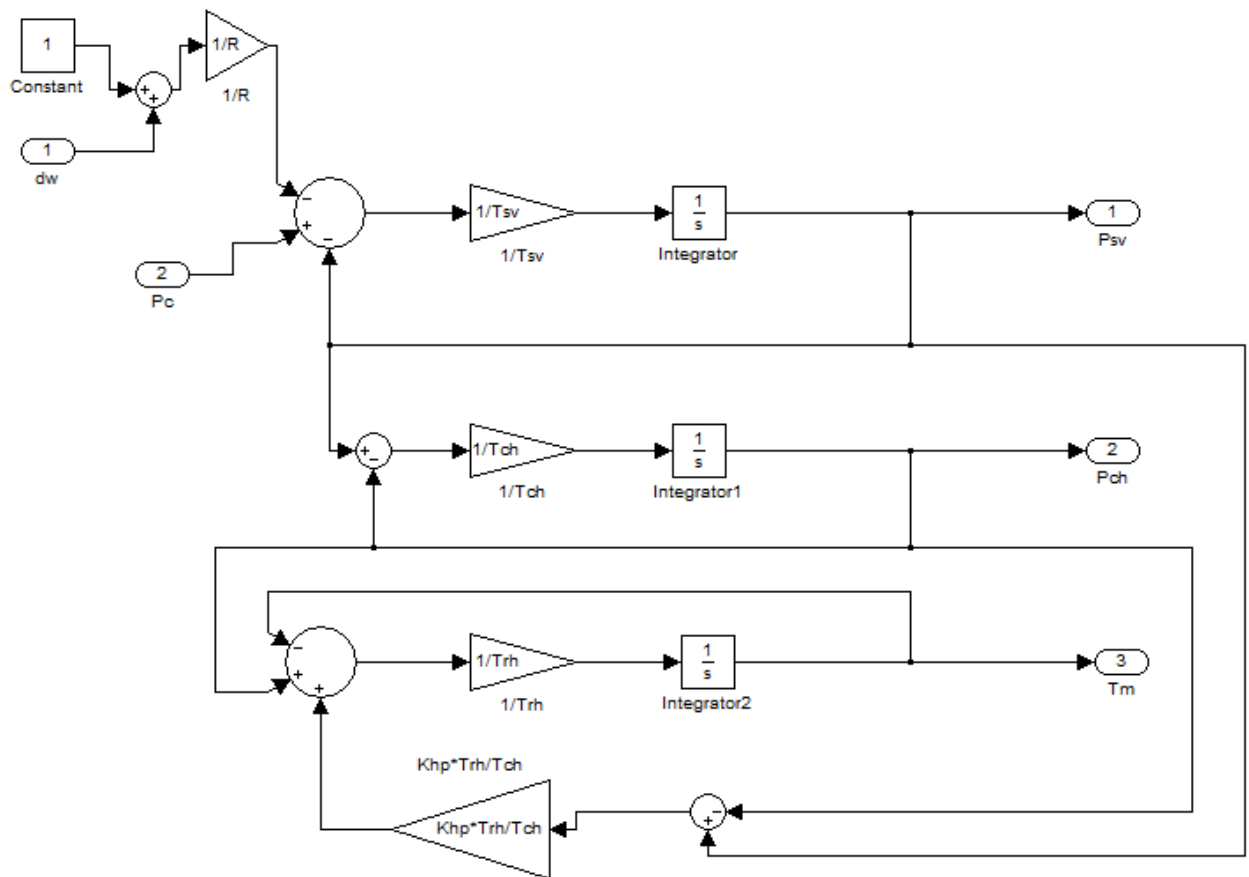 1
Constant
1/R
1/R
+
+
1
dw
−
+
−
2
Pc
1/Tsv
1/Tsv
1
s
Integrator
1
Psv
+
−
1/Tch
1/Tch
1
s
Integrator1
2
Pch
−
+
+
1/Trh
1/Trh
1
s
Integrator2
3
Tm
Khp*Trh/Tch
Khp*Trh/Tch
−
+